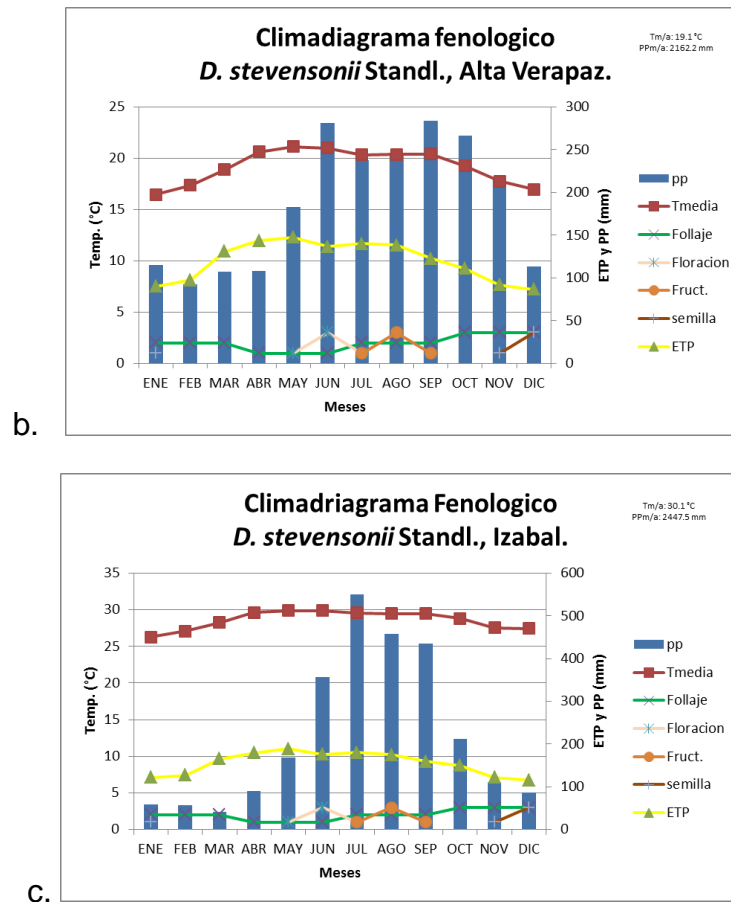 Climadiagrama fenologico
D. stevensonii Standl., Alta Verapaz.
Tm/a: 19.1 °C
PPm/a: 2162.2 mm
25
20
15
10
5
0
Temp. (°C)
300
250
200
150
100
50
0
ETP y PP (mm)
ENE FEB MAR ABR MAY JUN JUL AGO SEP OCT NOV DIC
Meses
pp
Tmedia
Follaje
Floracion
Fruct.
semilla
ETP
b.
Climadriagrama Fenologico
D. stevensonii Standl., Izabal.
Tm/a: 30.1 °C
PPm/a: 2447.5 mm
35
30
25
20
15
10
5
0
Temp. (°C)
600
500
400
300
200
100
0
ETP y PP (mm)
ENE FEB MAR ABR MAY JUN JUL AGO SEP OCT NOV DIC
Meses
pp
Tmedia
Follaje
Floracion
Fruct.
semilla
ETP
c.